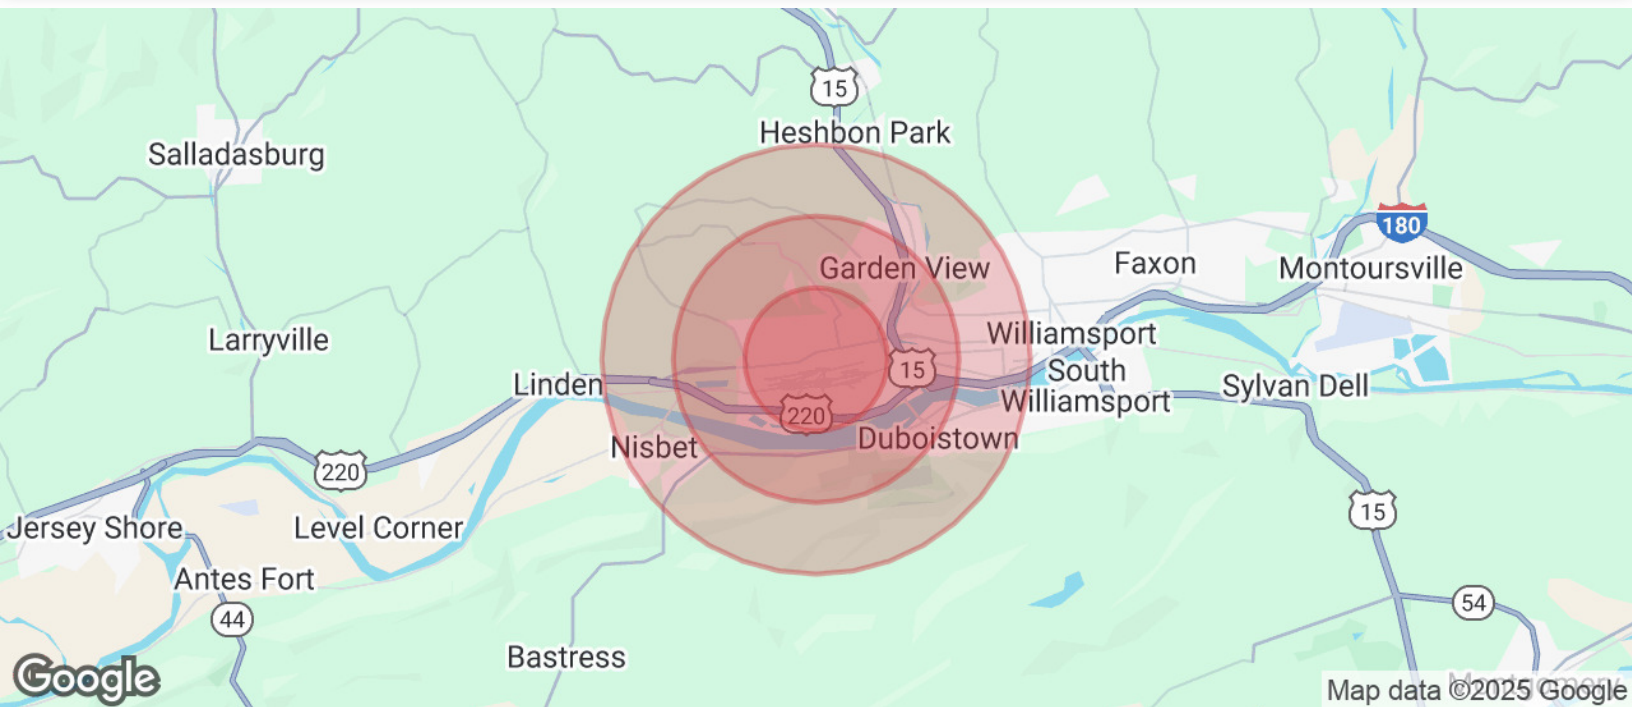 15
Heshbon Park
Salladasburg
180
Garden View
Faxon
Montoursville
Larryville
Williamsport
Linden
15
South
Williamsport
Sylvan Dell
220
Nisbet
Duboistown
220
Jersey Shore
Level Corner
15
Antes Fort
44
54
Bastress
Google
Montgomery
Map data ©2025 Google